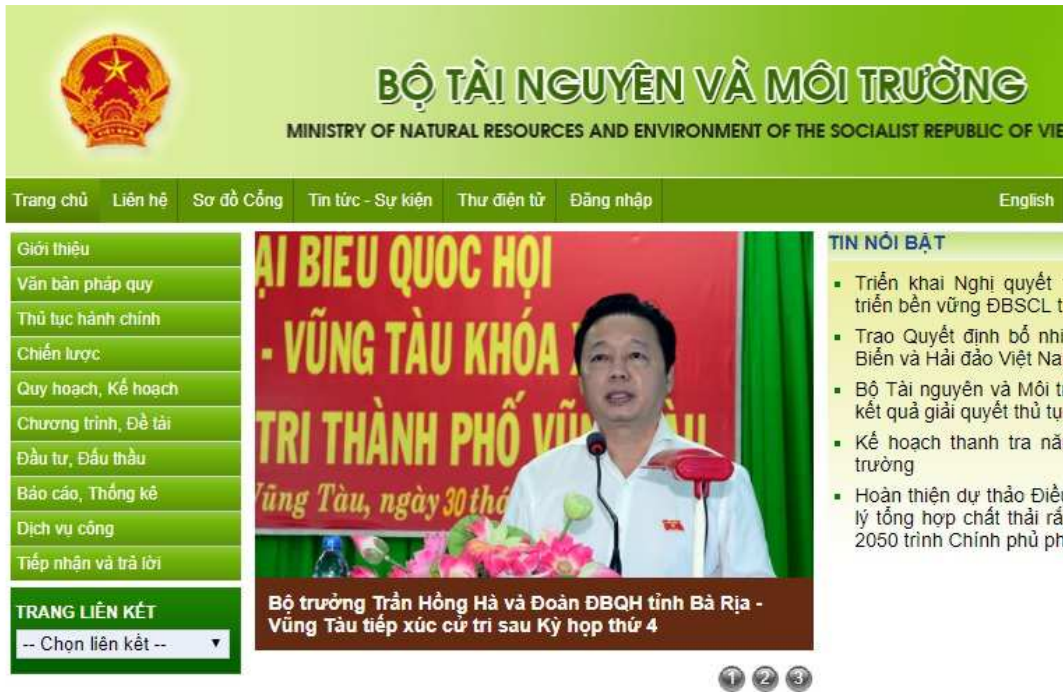 BỘ TÀI NGUYÊN VÀ MÔI TRƯỜNG
MINISTRY OF NATURAL RESOURCES AND ENVIRONMENT OF THE SOCIALIST REPUBLIC OF VIE
VIỆT NAM
Trang chủ Liên hệ Sơ đồ Cổng Tin tức - Sự kiện Thư điện tử Đăng nhập English
Giới thiệu
Văn bản pháp quy
Thủ tục hành chính
Chiến lược
Quy hoạch, Kế hoạch
Chương trình, Đề tài
Đầu tư, Đấu thầu
Báo cáo, Thống kê
Dịch vụ công
Tiếp nhận và trả lời
TRANG LIÊN KẾT
-- Chọn liên kết --
ẠI BIỂU QUỐC HỘI
- VŨNG TÀU KHÓA
TRI THÀNH PHỐ VŨNG TÀU
Vũng Tàu, ngày 30 thá
Bộ trưởng Trần Hồng Hà và Đoàn ĐBQH tỉnh Bà Rịa -
Vũng Tàu tiếp xúc cử tri sau Kỳ họp thứ 4
1 2 3
TIN NỔI BẬT
Triển khai Nghị quyết
triển bền vững ĐBSCL t
Trao Quyết định bổ nhi
Biển và Hải đảo Việt Na
Bộ Tài nguyên và Môi tr
kết quả giải quyết thủ tụ
Kế hoạch thanh tra nă
trường
Hoàn thiện dự thảo Điề
lý tổng hợp chất thải rắ
2050 trình Chính phủ ph